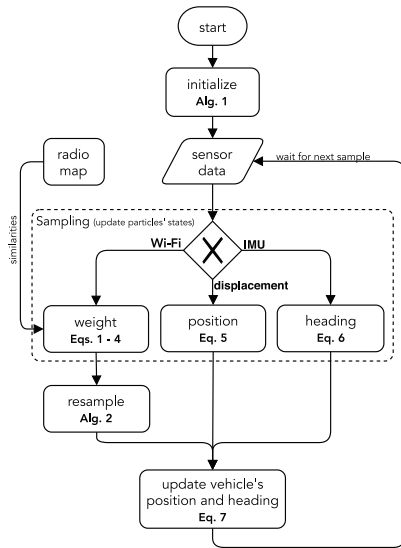 start
initialize
Alg. 1
sensor
data
wait for next sample
radio
map
similarities
Sampling (update particles' states)
Wi-Fi
IMU
displacement
weight
Eqs. 1 - 4
position
Eq. 5
heading
Eq. 6
resample
Alg. 2
update vehicle's
position and heading
Eq. 7